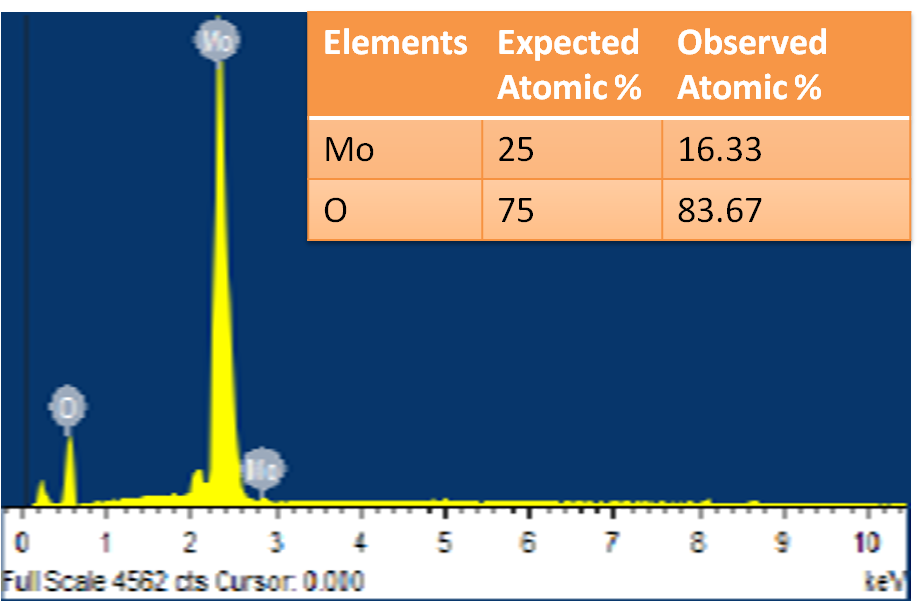 Elements Expected Atomic % Observed Atomic %
Mo 25 16.33
O 75 83.67
Mo
O
Mo
0 1 2 3 4 5 6 7 8 9 10
Full Scale 4562 cts Cursor: 0.000 keV